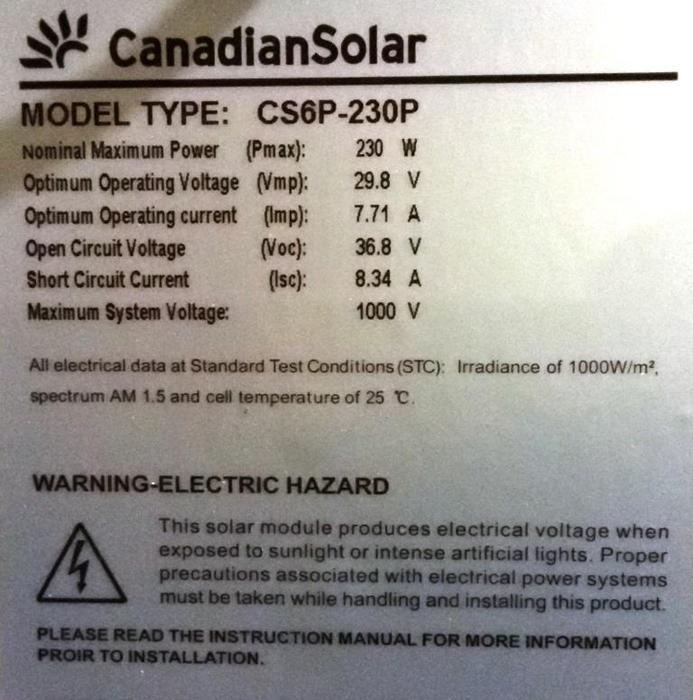 CanadianSolar
MODEL TYPE: CS6P-230P
Nominal Maximum Power (Pmax): 230 W
Optimum Operating Voltage (Vmp): 29.8 V
Optimum Operating current (Imp): 7.71 A
Open Circuit Voltage (Voc): 36.8 V
Short Circuit Current (Isc): 8.34 A
Maximum System Voltage: 1000 V
All electrical data at Standard Test Conditions (STC): Irradiance of 1000W/m²,
spectrum AM 1.5 and cell temperature of 25 ℃.
WARNING-ELECTRIC HAZARD
This solar module produces electrical voltage when
exposed to sunlight or intense artificial lights. Proper
precautions associated with electrical power systems
must be taken while handling and installing this product.
PLEASE READ THE INSTRUCTION MANUAL FOR MORE INFORMATION
PROIR TO INSTALLATION.